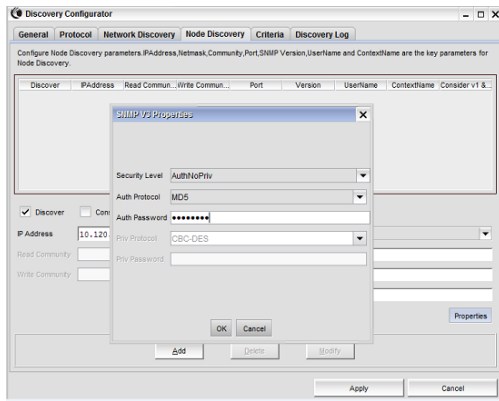 Discovery Configurator
General Protocol Network Discovery Node Discovery Criteria Discovery Log
Configure Node Discovery parameters.IPAddress,Netmask,Community,Port,SNMP Version,UserName and ContextName are the key parameters for
Node Discovery.
Discover IPAddress Read Commun... Write Commun... Port Version UserName ContextName Consider v1 &...
SNMP V3 Properties
Security Level AuthNoPriv
Auth Protocol MD5
Auth Password ••••••••
Priv Protocol CBC-DES
Priv Password
OK Cancel
Discover Cons
IP Address 10.120.
Read Community
Write Community
Properties
Add Delete Modify
Apply Cancel